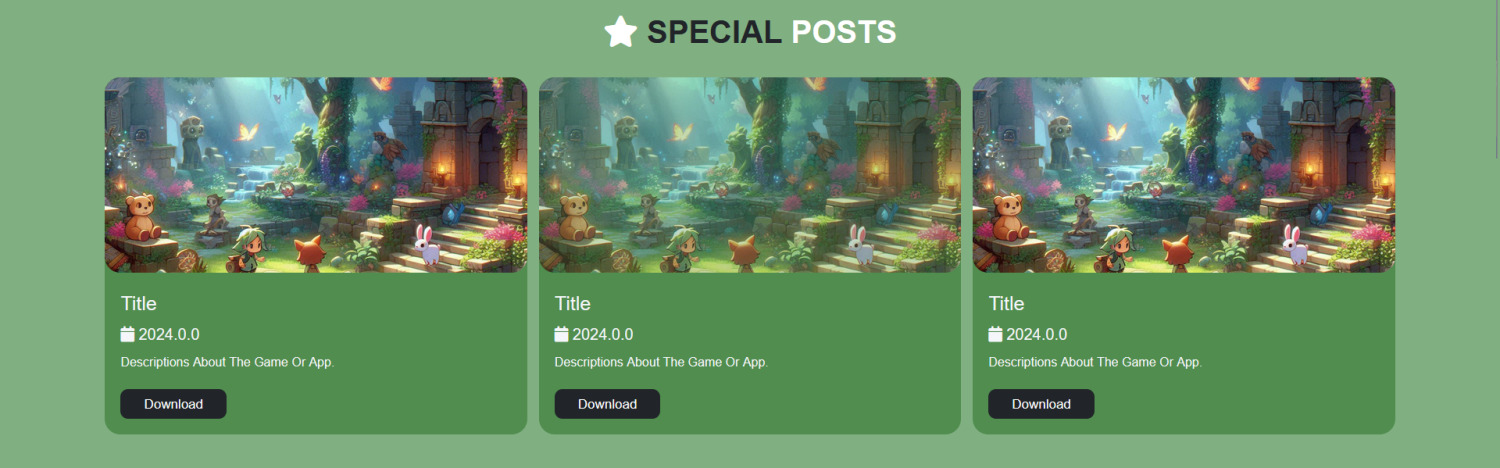 SPECIAL POSTS
Title
2024.0.0
Descriptions About The Game Or App.
Download
Title
2024.0.0
Descriptions About The Game Or App.
Download
Title
2024.0.0
Descriptions About The Game Or App.
Download